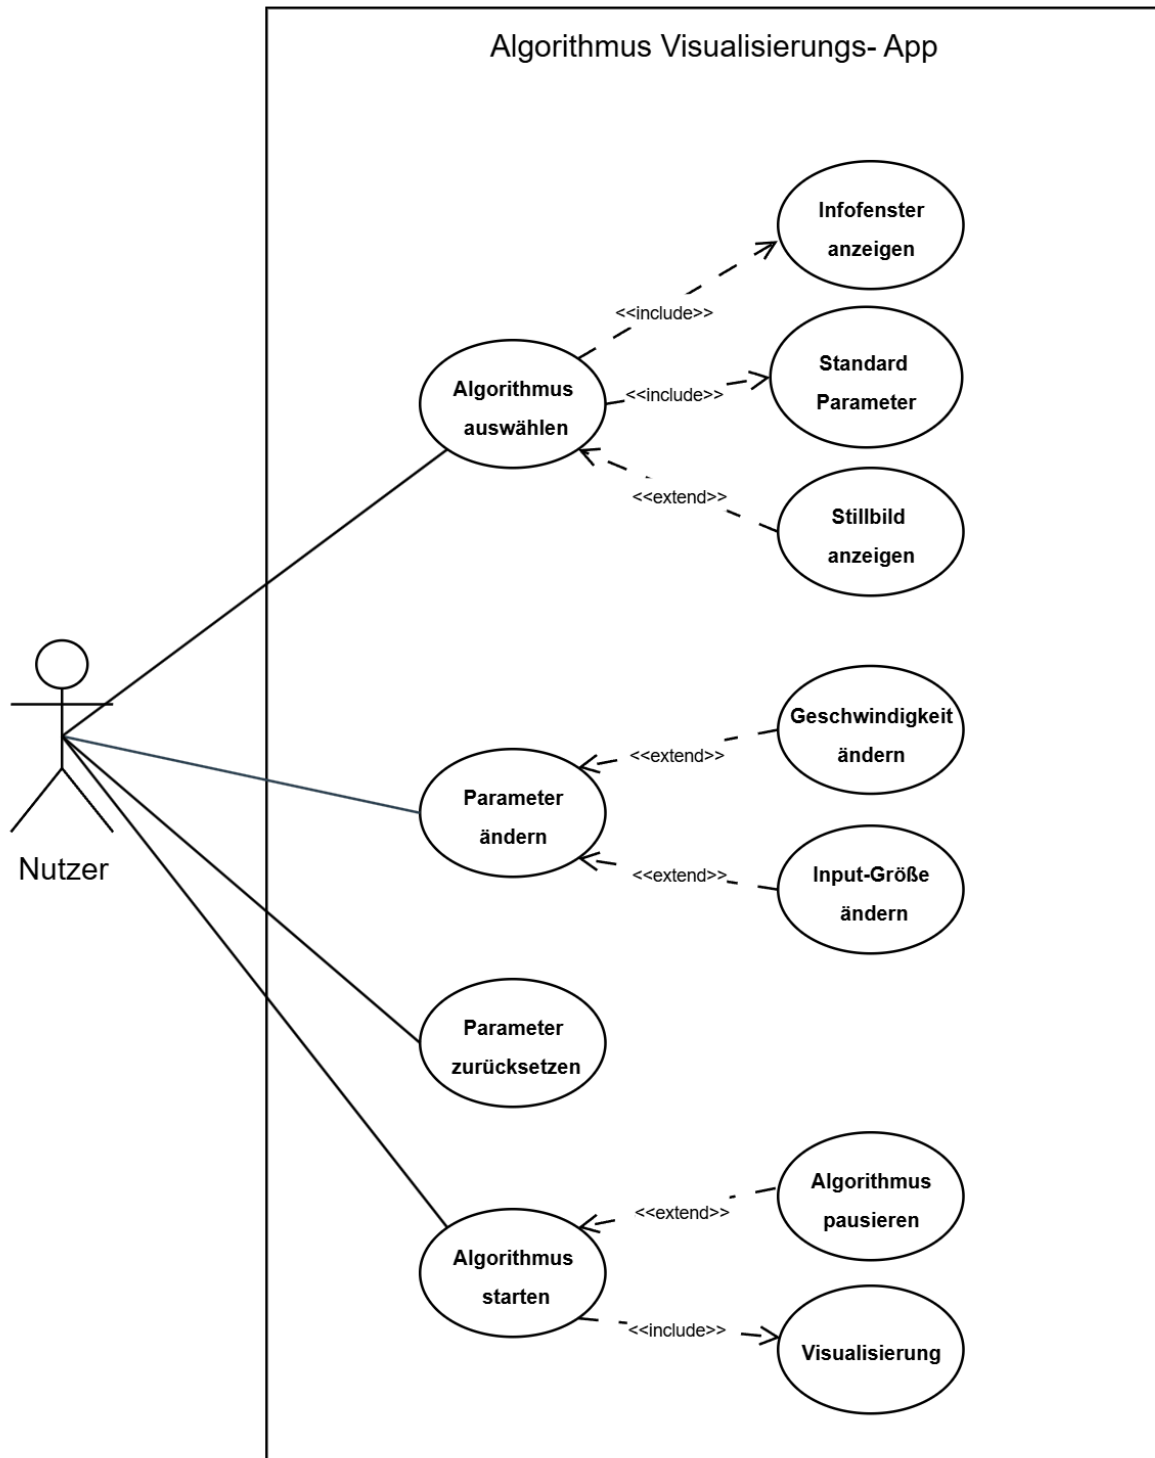 Algorithmus Visualisierungs- App
Infofenster
anzeigen
<<include>>
Standard
Parameter
Algorithmus
auswählen
<<include>>
<<extend>>
Stillbild
anzeigen
Geschwindigkeit
ändern
<<extend>>
Parameter
ändern
Nutzer
<<extend>>
Input-Größe
ändern
Parameter
zurücksetzen
Algorithmus
pausieren
<<extend>>
Algorithmus
starten
<<include>>
Visualisierung